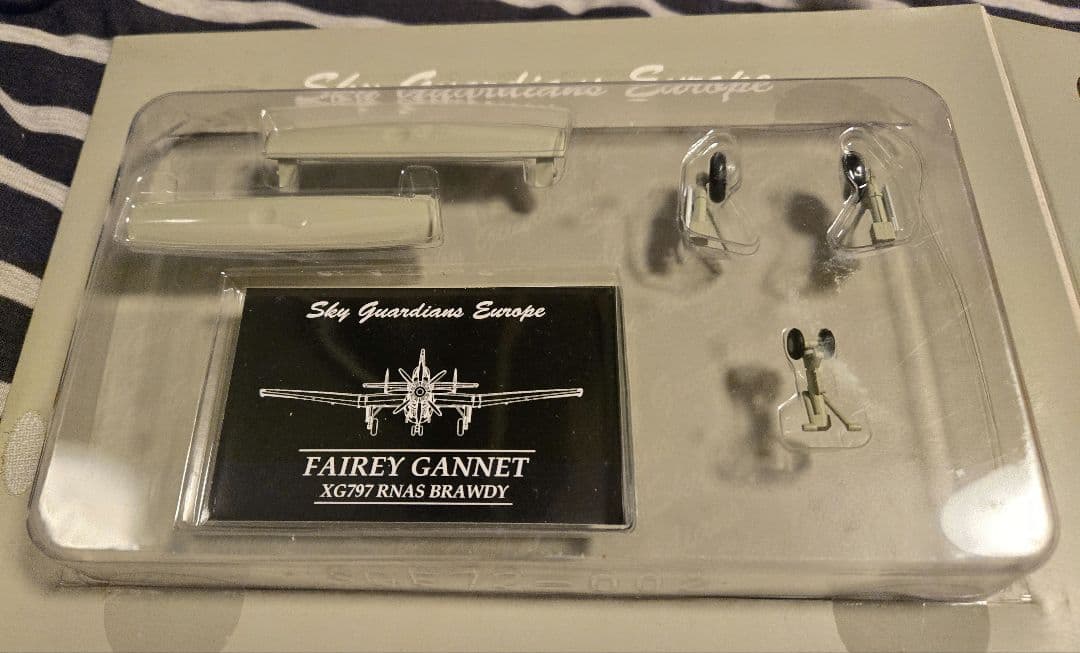 Sky Guardians Europe
Sky Guardians Europe
FAIREY GANNET
XG797 RNAS BRAWDY